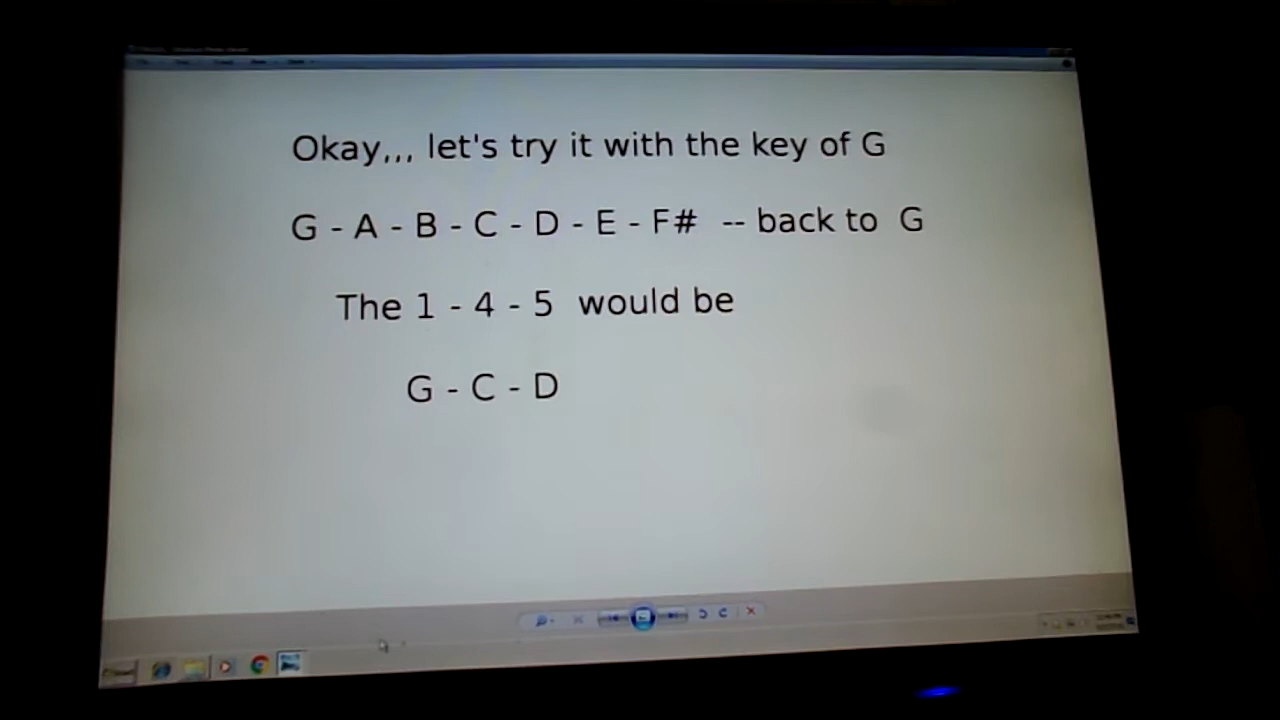 Okay,,, let's try it with the key of G
G - A - B - C - D - E - F# -- back to G
The 1 - 4 - 5 would be
G - C - D